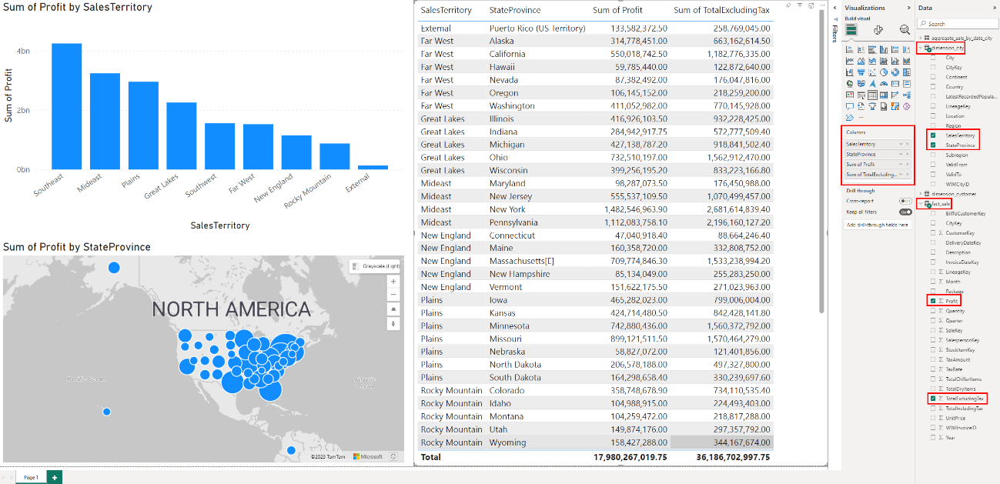 Sum of Profit by SalesTerritory
Sum of Profit
4bn
2bn
0bn
Southeast
Mideast
Plains
Great Lakes
Southwest
Far West
New England
Rocky Mountain
External
SalesTerritory
Sum of Profit by StateProvince
Grayscale (Light)
NORTH AMERICA
Pacific Ocean
Atlantic Ocean
©2023 TomTom
Microsoft
SalesTerritory StateProvince Sum of Profit Sum of TotalExcludingTax
External Puerto Rico (US Territory) 133,582,372.50 258,769,045.00
Far West Alaska 314,778,451.00 663,162,614.50
Far West California 550,018,742.50 1,182,776,335.00
Far West Hawaii 59,785,440.00 122,872,640.00
Far West Nevada 87,382,492.00 176,047,816.00
Far West Oregon 106,145,152.00 218,259,200.00
Far West Washington 411,052,982.00 770,145,928.00
Great Lakes Illinois 416,926,103.50 932,228,425.00
Great Lakes Indiana 284,942,917.75 572,777,509.40
Great Lakes Michigan 427,138,787.20 918,841,502.40
Great Lakes Ohio 732,510,197.00 1,562,912,470.00
Great Lakes Wisconsin 399,256,195.20 833,223,166.80
Mideast Maryland 98,287,073.50 176,450,988.00
Mideast New Jersey 555,537,109.50 1,070,499,457.00
Mideast New York 1,482,546,963.90 2,681,614,839.40
Mideast Pennsylvania 1,112,083,758.10 2,196,160,127.20
New England Connecticut 47,040,918.40 88,664,246.40
New England Maine 160,358,720.00 332,808,752.00
New England Massachusetts[E] 709,774,846.30 1,533,238,994.20
New England New Hampshire 85,134,049.00 255,283,250.00
New England Vermont 151,622,175.50 271,023,963.00
Plains Iowa 465,282,023.00 799,006,004.00
Plains Kansas 424,714,480.50 842,428,141.80
Plains Minnesota 742,880,436.00 1,560,372,792.00
Plains Missouri 899,121,511.50 1,570,464,279.00
Plains Nebraska 58,827,072.00 121,401,856.00
Plains North Dakota 206,578,188.00 497,327,800.00
Plains South Dakota 164,298,658.40 330,239,697.60
Rocky Mountain Colorado 358,748,678.90 734,110,535.40
Rocky Mountain Idaho 104,988,915.00 224,493,403.00
Rocky Mountain Montana 104,259,472.00 218,817,288.00
Rocky Mountain Utah 149,874,176.00 297,357,792.00
Rocky Mountain Wyoming 158,427,288.00 344,167,674.00
Total 17,980,267,019.75 36,186,702,997.75
Filters
Visualizations
Build visual
Columns
SalesTerritory
StateProvince
Sum of Profit
Sum of TotalExcluding...
Drill through
Cross-report
Off
Keep all filters
On
Add drill-through fields here
Data
Search
aggregate_sale_by_date_city
dimension_city
City
CityKey
Continent
Country
LatestRecordedPopula...
LineageKey
Location
Region
SalesTerritory
StateProvince
Subregion
ValidFrom
ValidTo
WWICityID
dimension_customer
fact_sale
BillToCustomerKey
CityKey
CustomerKey
DeliveryDateKey
Description
InvoiceDateKey
LineageKey
Month
Package
Profit
Quantity
Quarter
SaleKey
SalespersonKey
StockItemKey
TaxAmount
TaxRate
TotalChillerItems
TotalDryItems
TotalExcludingTax
TotalIncludingTax
UnitPrice
WWIInvoiceID
Year
Page 1